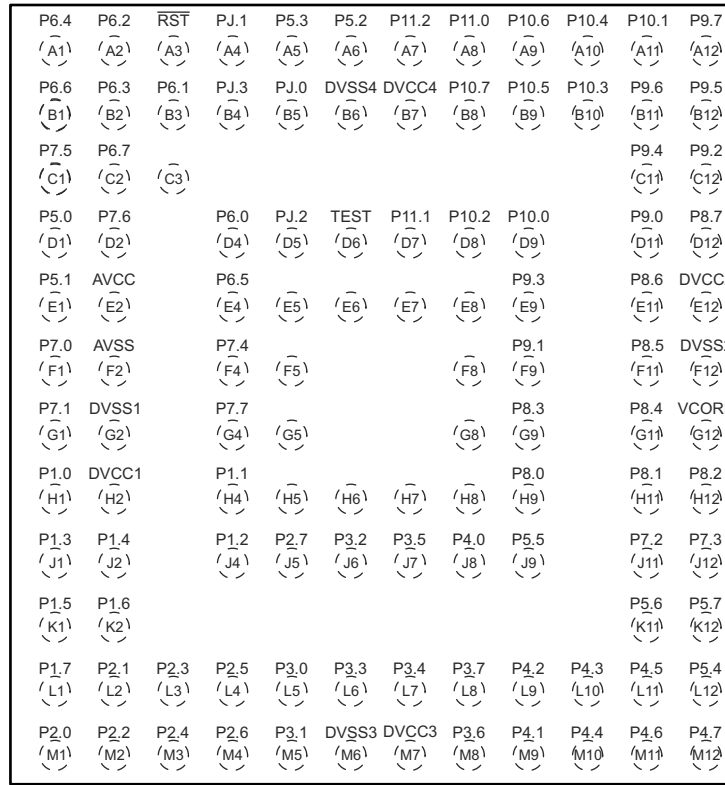 P6.4 P6.2 RST PJ.1 P5.3 P5.2 P11.2 P11.0 P10.6 P10.4 P10.1 P9.7
A1 A2 A3 A4 A5 A6 A7 A8 A9 A10 A11 A12
P6.6 P6.3 P6.1 PJ.3 PJ.0 DVSS4 DVCC4 P10.7 P10.5 P10.3 P9.6 P9.5
B1 B2 B3 B4 B5 B6 B7 B8 B9 B10 B11 B12
P7.5 P6.7 P9.4 P9.2
C1 C2 C3 C11 C12
P5.0 P7.6 P6.0 PJ.2 TEST P11.1 P10.2 P10.0 P9.0 P8.7
D1 D2 D4 D5 D6 D7 D8 D9 D11 D12
P5.1 AVCC P6.5 P9.3 P8.6 DVCC
E1 E2 E4 E5 E6 E7 E8 E9 E11 E12
P7.0 AVSS P7.4 P9.1 P8.5 DVSS2
F1 F2 F4 F5 F8 F9 F11 F12
P7.1 DVSS1 P7.7 P8.3 P8.4 VCOR
G1 G2 G4 G5 G8 G9 G11 G12
P1.0 DVCC1 P1.1 P8.0 P8.1 P8.2
H1 H2 H4 H5 H6 H7 H8 H9 H11 H12
P1.3 P1.4 P1.2 P2.7 P3.2 P3.5 P4.0 P5.5 P7.2 P7.3
J1 J2 J4 J5 J6 J7 J8 J9 J11 J12
P1.5 P1.6 P5.6 P5.7
K1 K2 K11 K12
P1.7 P2.1 P2.3 P2.5 P3.0 P3.3 P3.4 P3.7 P4.2 P4.3 P4.5 P5.4
L1 L2 L3 L4 L5 L6 L7 L8 L9 L10 L11 L12
P2.0 P2.2 P2.4 P2.6 P3.1 DVSS3 DVCC3 P3.6 P4.1 P4.4 P4.6 P4.7
M1 M2 M3 M4 M5 M6 M7 M8 M9 M10 M11 M12